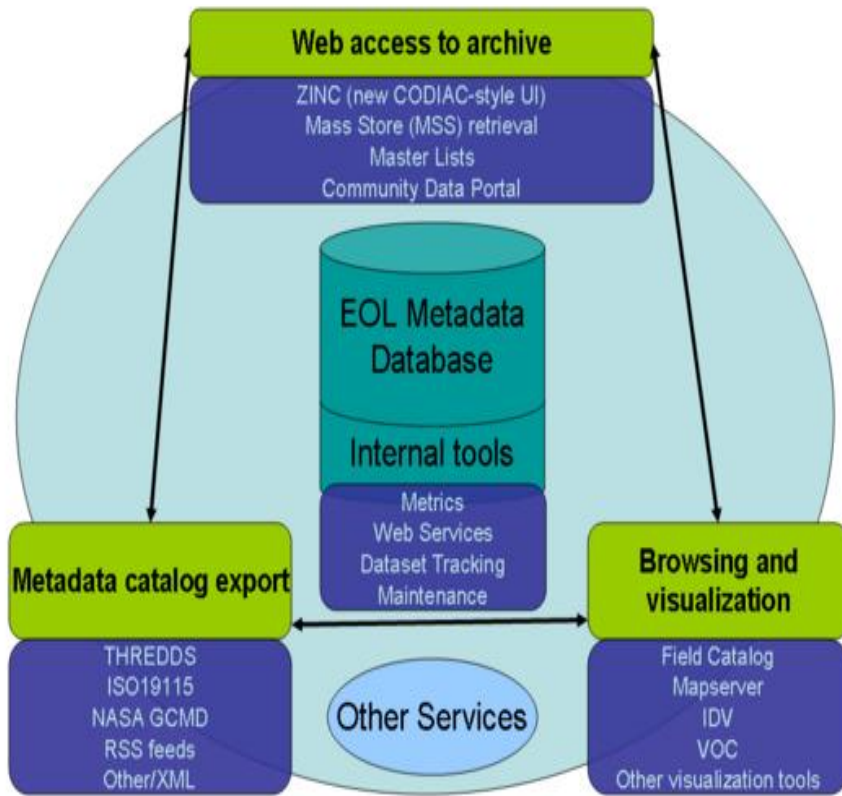 Web access to archive
ZINC (new CODIAC-style UI)
Mass Store (MSS) retrieval
Master Lists
Community Data Portal
EOL Metadata
Database
Internal tools
Metrics
Web Services
Dataset Tracking
Maintenance
Metadata catalog export
THREDDS
ISO19115
NASA GCMD
RSS feeds
Other/XML
Browsing and
visualization
Field Catalog
Mapserver
IDV
VOC
Other visualization tools
Other Services